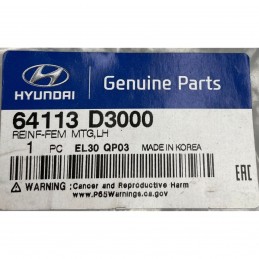 HYUNDAI
Genuine Parts
64113 D3000
REINF-FEM MTG,LH
1 PC EL30 QP03 MADE IN KOREA
EAC
⚠ WARNING : Cancer and Reproductive Harm
www.P65Warnings.ca.gov